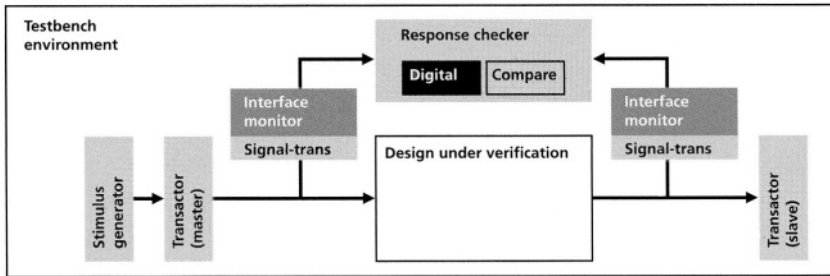 Testbench
environment
Response checker
Digital
Compare
Interface
monitor
Signal-trans
Interface
monitor
Signal-trans
Design under verification
Stimulus
generator
Transactor
(master)
Transactor
(slave)